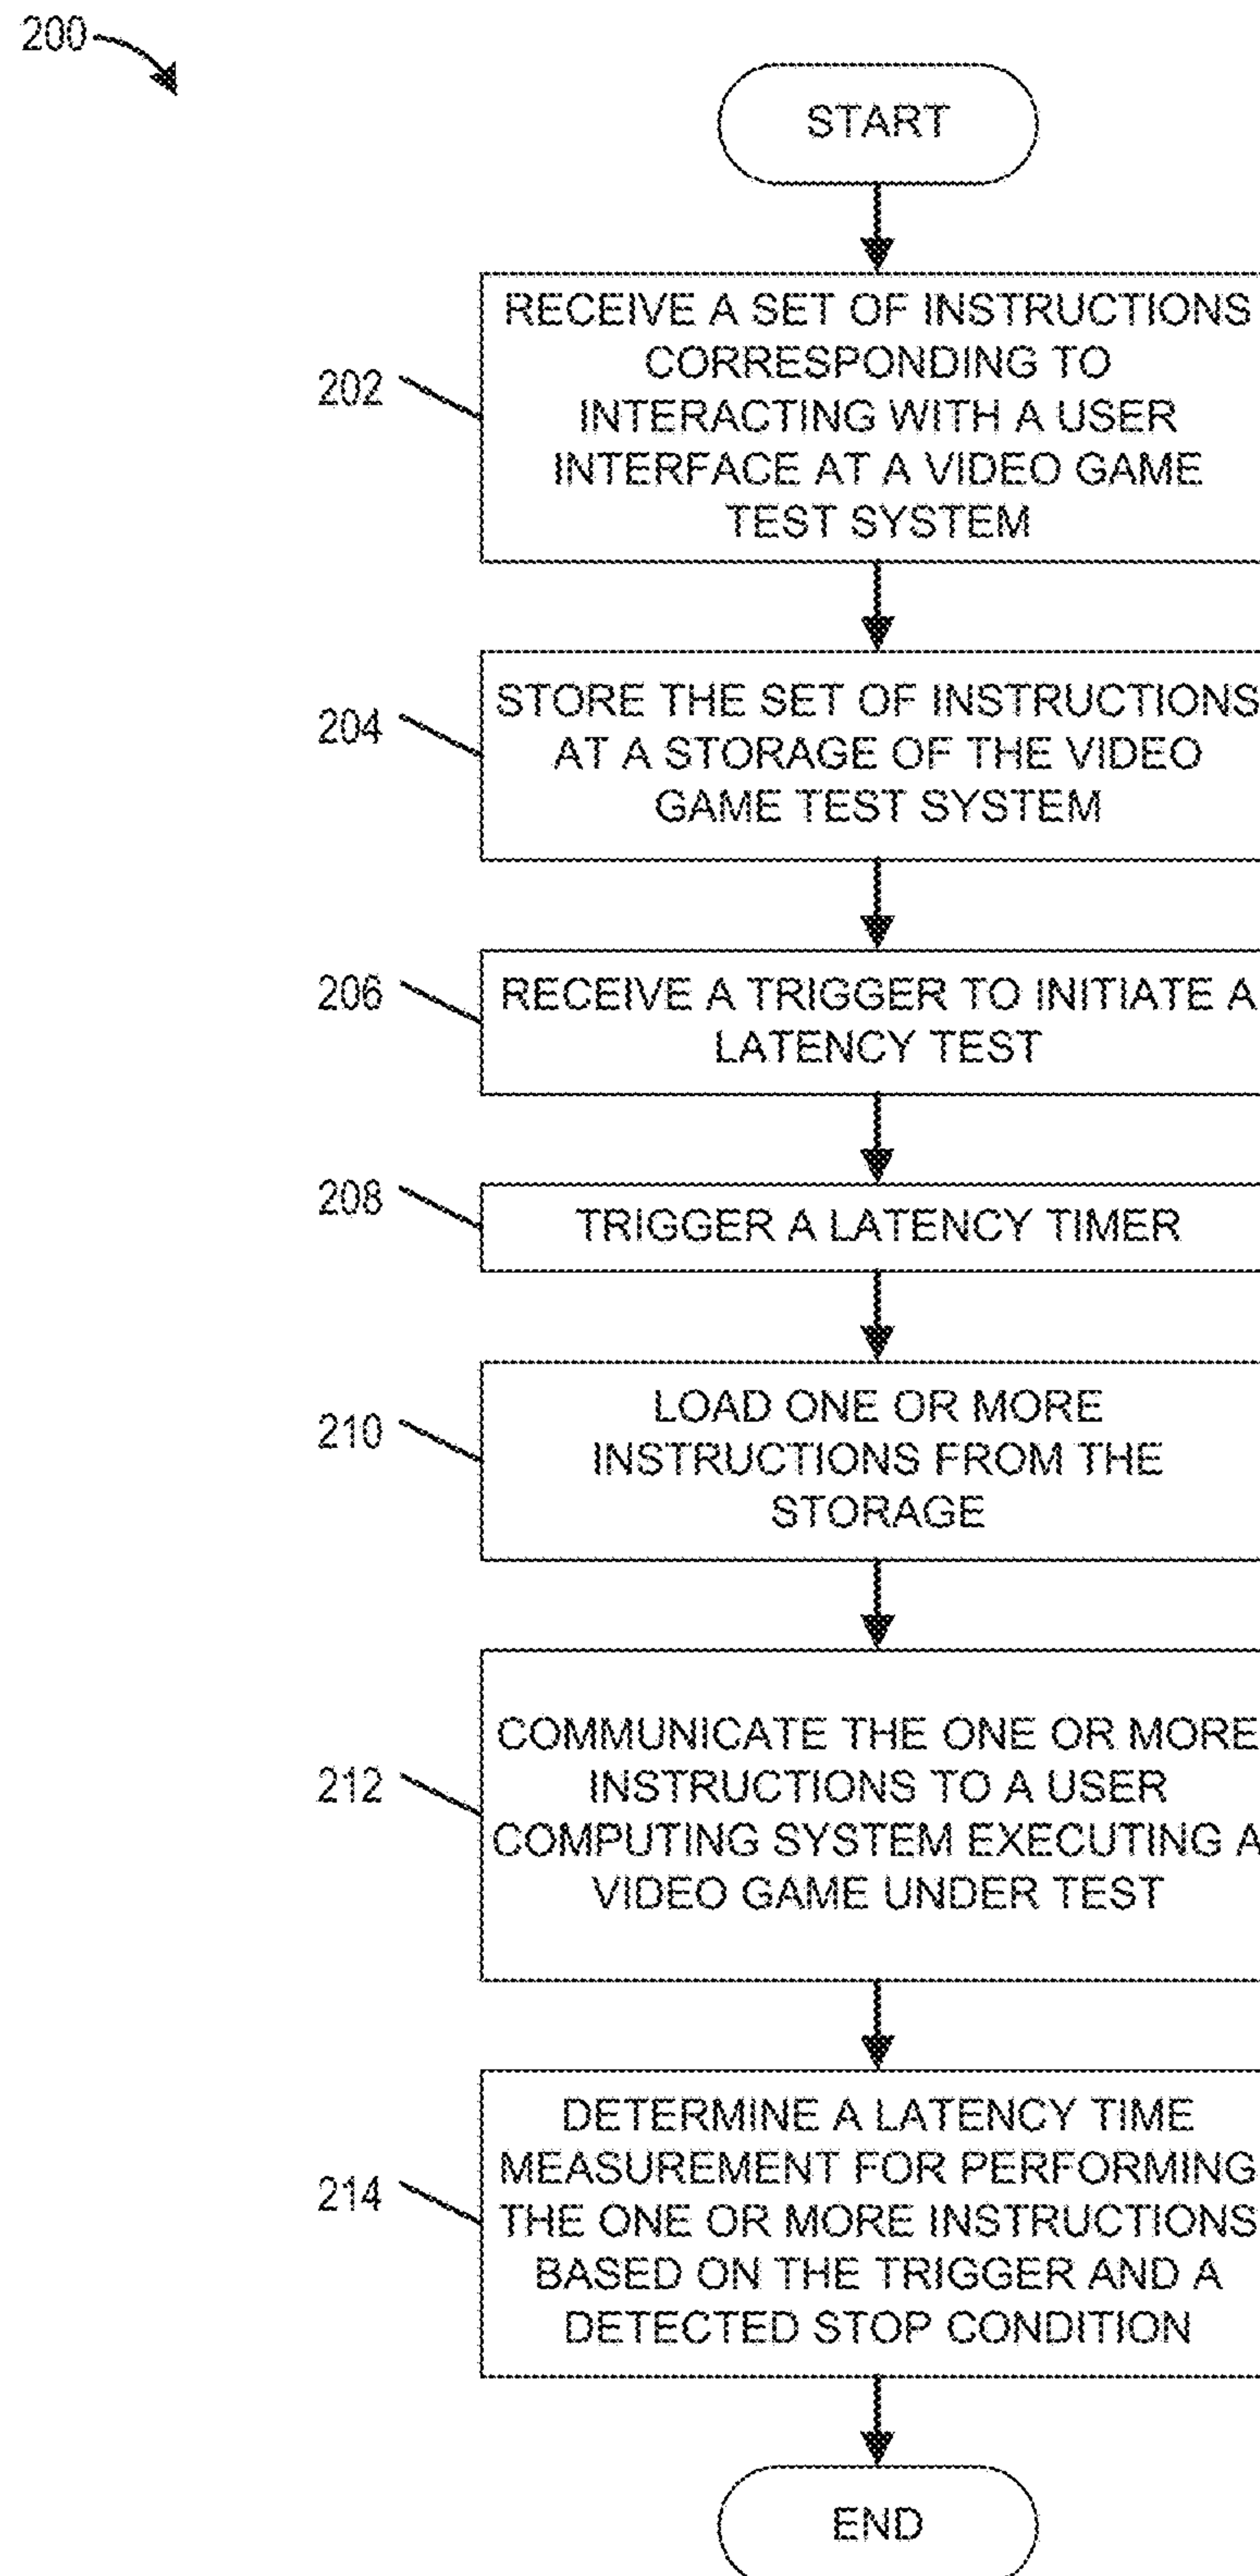 200
START
202
RECEIVE A SET OF INSTRUCTIONS
CORRESPONDING TO
INTERACTING WITH A USER
INTERFACE AT A VIDEO GAME
TEST SYSTEM
204
STORE THE SET OF INSTRUCTIONS
AT A STORAGE OF THE VIDEO
GAME TEST SYSTEM
206
RECEIVE A TRIGGER TO INITIATE A
LATENCY TEST
208
TRIGGER A LATENCY TIMER
210
LOAD ONE OR MORE
INSTRUCTIONS FROM THE
STORAGE
212
COMMUNICATE THE ONE OR MORE
INSTRUCTIONS TO A USER
COMPUTING SYSTEM EXECUTING A
VIDEO GAME UNDER TEST
214
DETERMINE A LATENCY TIME
MEASUREMENT FOR PERFORMING
THE ONE OR MORE INSTRUCTIONS
BASED ON THE TRIGGER AND A
DETECTED STOP CONDITION
END